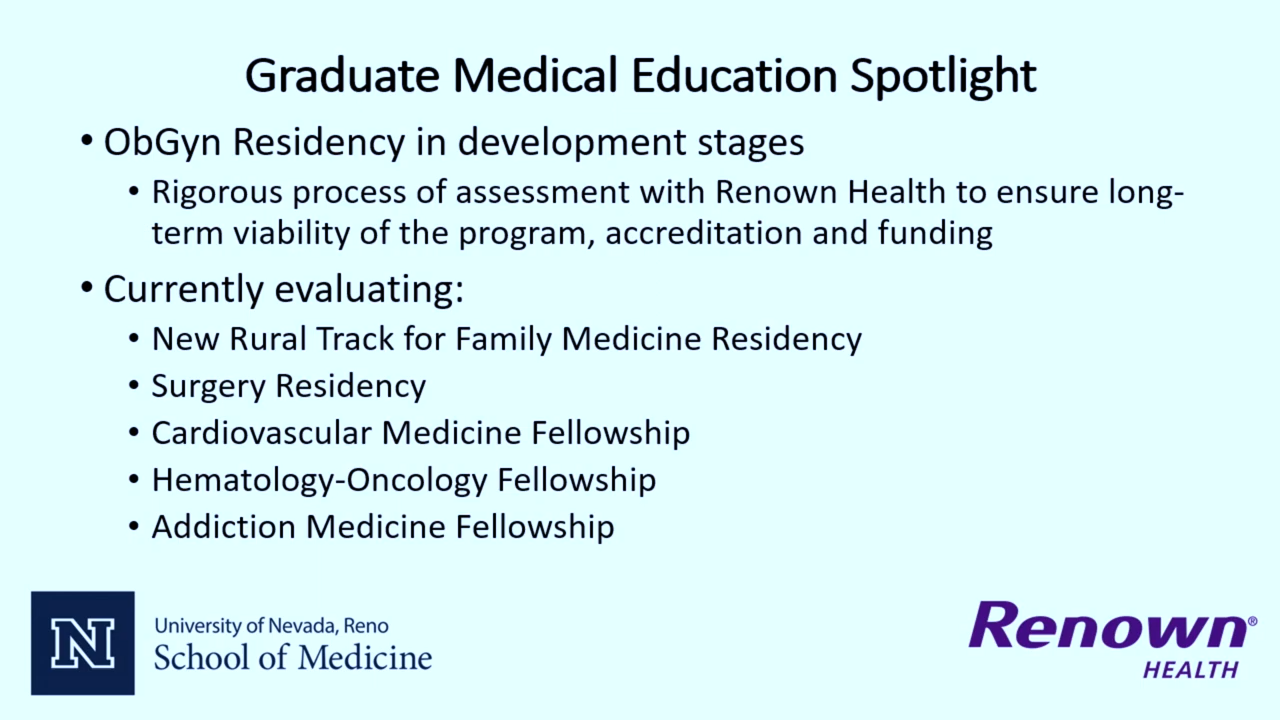 Graduate Medical Education Spotlight
• ObGyn Residency in development stages
• Rigorous process of assessment with Renown Health to ensure long-
term viability of the program, accreditation and funding
• Currently evaluating:
• New Rural Track for Family Medicine Residency
• Surgery Residency
• Cardiovascular Medicine Fellowship
• Hematology-Oncology Fellowship
• Addiction Medicine Fellowship
N
University of Nevada, Reno
School of Medicine
Renown®
HEALTH